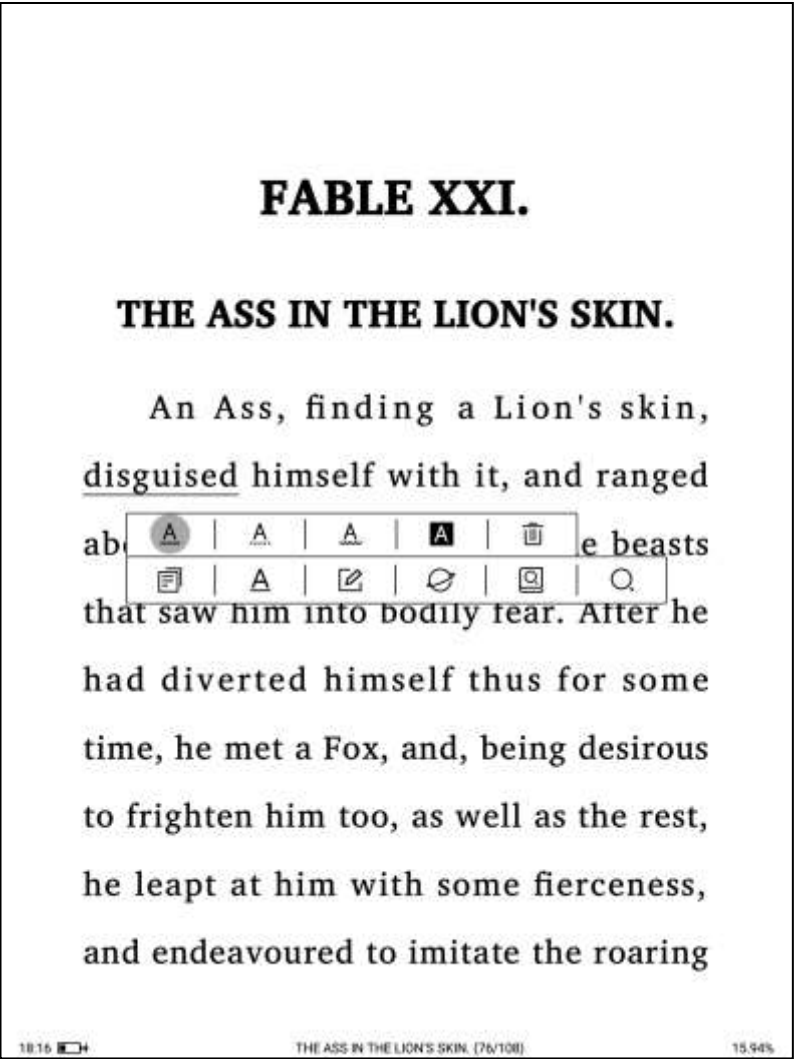 FABLE XXI.
THE ASS IN THE LION'S SKIN.
An Ass, finding a Lion's skin,
disguised himself with it, and ranged
e beasts
that saw him into bodily fear. After he
had diverted himself thus for some
time, he met a Fox, and, being desirous
to frighten him too, as well as the rest,
he leapt at him with some fierceness,
and endeavoured to imitate the roaring
18:16 THE ASS IN THE LION'S SKIN. (76/108) 15.94%